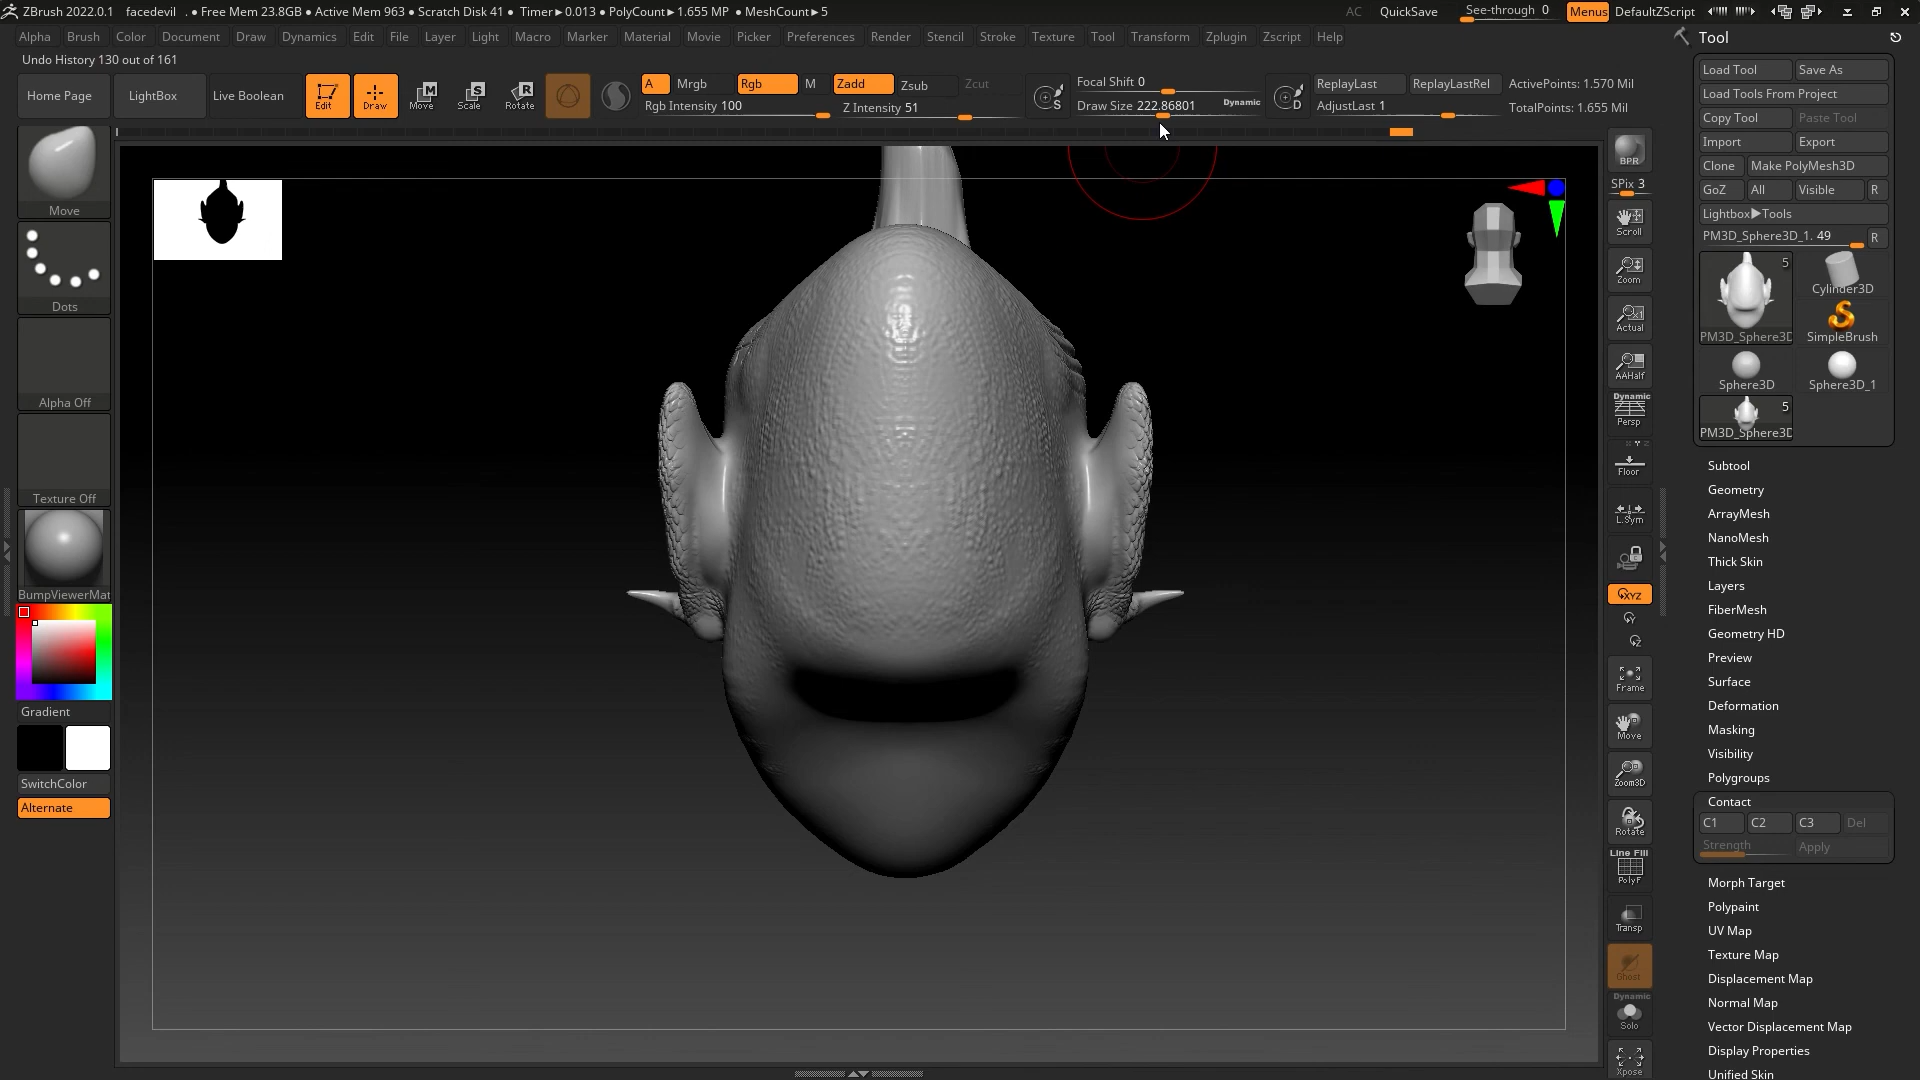 ZBrush 2022.0.1 facedevil . • Free Mem 23.8GB • Active Mem 963 • Scratch Disk 41 • Timer▸0.013 • PolyCount▸1.655 MP • MeshCount▸5 AC QuickSave See-through 0 Menus DefaultZScript
Alpha Brush Color Document Draw Dynamics Edit File Layer Light Macro Marker Material Movie Picker Preferences Render Stencil Stroke Texture Tool Transform Zplugin Zscript Help
Undo History 130 out of 161
Home Page LightBox Live Boolean Edit Draw Move Scale Rotate
A Mrgb Rgb M Zadd Zsub Zcut
Rgb Intensity 100 Z Intensity 51
Focal Shift 0
Draw Size 222.86801 Dynamic
ReplayLast ReplayLastRel ActivePoints: 1.570 Mil
AdjustLast 1 TotalPoints: 1.655 Mil
Move
Dots
Alpha Off
Texture Off
BumpViewerMat
Gradient
SwitchColor
Alternate
BPR
SPix 3
Scroll
Zoom
Actual
AAHalf
Dynamic
Persp
Floor
L.Sym
XYZ
Y
Z
Frame
Move
Zoom3D
Rotate
Line Fill
PolyF
Transp
Ghost
Dynamic
Solo
Xpose
Tool
Load Tool Save As
Load Tools From Project
Copy Tool Paste Tool
Import Export
Clone Make PolyMesh3D
GoZ All Visible R
Lightbox▶Tools
PM3D_Sphere3D_1. 49 R
5
PM3D_Sphere3D
Cylinder3D
SimpleBrush
Sphere3D Sphere3D_1
5
PM3D_Sphere3D
Subtool
Geometry
ArrayMesh
NanoMesh
Thick Skin
Layers
FiberMesh
Geometry HD
Preview
Surface
Deformation
Masking
Visibility
Polygroups
Contact
C1 C2 C3 Del
Strength Apply
Morph Target
Polypaint
UV Map
Texture Map
Displacement Map
Normal Map
Vector Displacement Map
Display Properties
Unified Skin